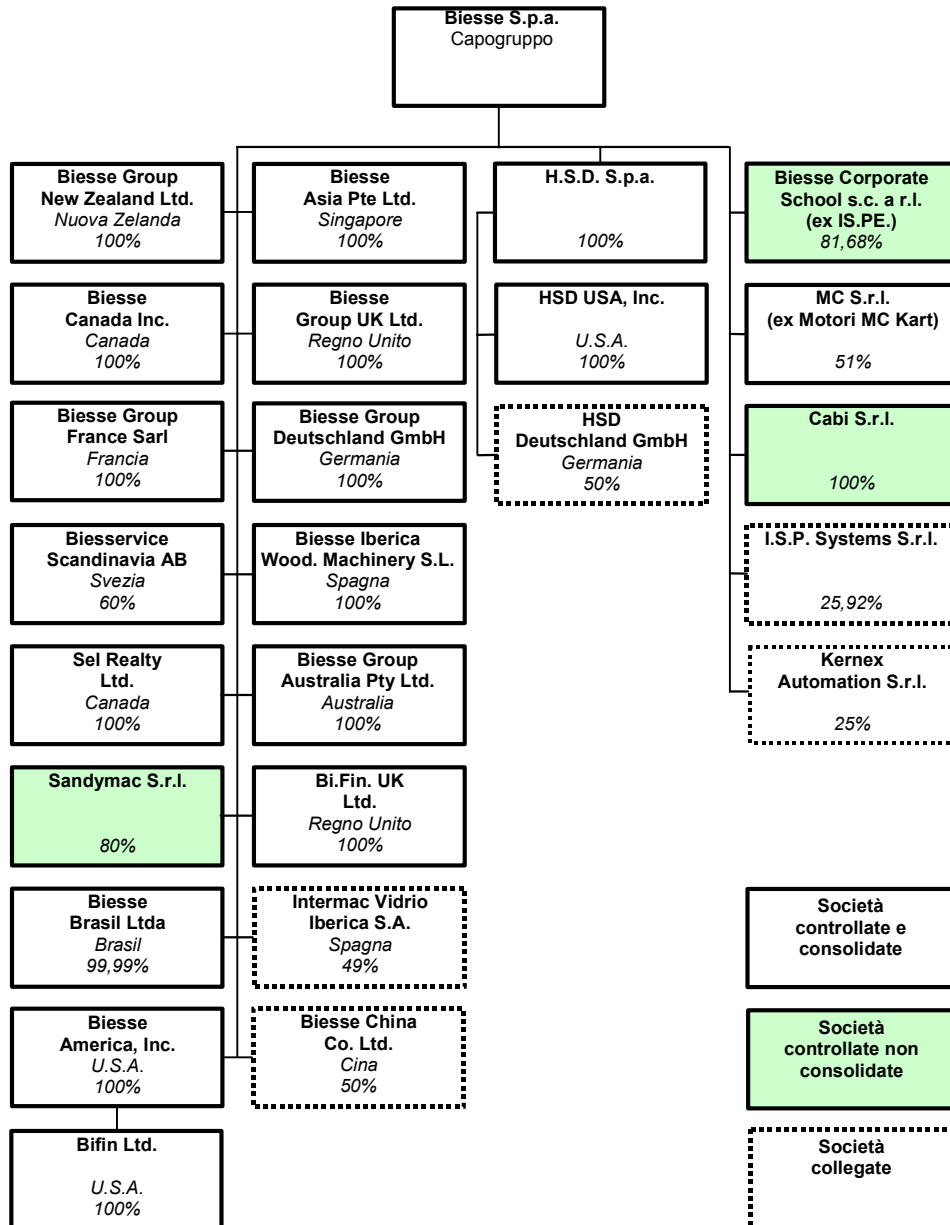 Biesse S.p.a.
Capogruppo
Biesse Group
New Zealand Ltd.
Nuova Zelanda
100%
Biesse
Asia Pte Ltd.
Singapore
100%
H.S.D. S.p.a.
100%
Biesse Corporate
School s.c. a r.l.
(ex IS.PE.)
81,68%
Biesse
Canada Inc.
Canada
100%
Biesse
Group UK Ltd.
Regno Unito
100%
HSD USA, Inc.
U.S.A.
100%
MC S.r.l.
(ex Motori MC Kart)
51%
Biesse Group
France Sarl
Francia
100%
Biesse Group
Deutschland GmbH
Germania
100%
HSD
Deutschland GmbH
Germania
50%
Cabi S.r.l.
100%
Biesservice
Scandinavia AB
Svezia
60%
Biesse Iberica
Wood. Machinery S.L.
Spagna
100%
I.S.P. Systems S.r.l.
25,92%
Sel Realty
Ltd.
Canada
100%
Biesse Group
Australia Pty Ltd.
Australia
100%
Kernex
Automation S.r.l.
25%
Sandymac S.r.l.
80%
Bi.Fin. UK
Ltd.
Regno Unito
100%
Biesse
Brasil Ltda
Brasil
99,99%
Intermac Vidrio
Iberica S.A.
Spagna
49%
Società
controllate e
consolidate
Biesse
America, Inc.
U.S.A.
100%
Biesse China
Co. Ltd.
Cina
50%
Società
controllate non
consolidate
Bifin Ltd.
U.S.A.
100%
Società
collegate